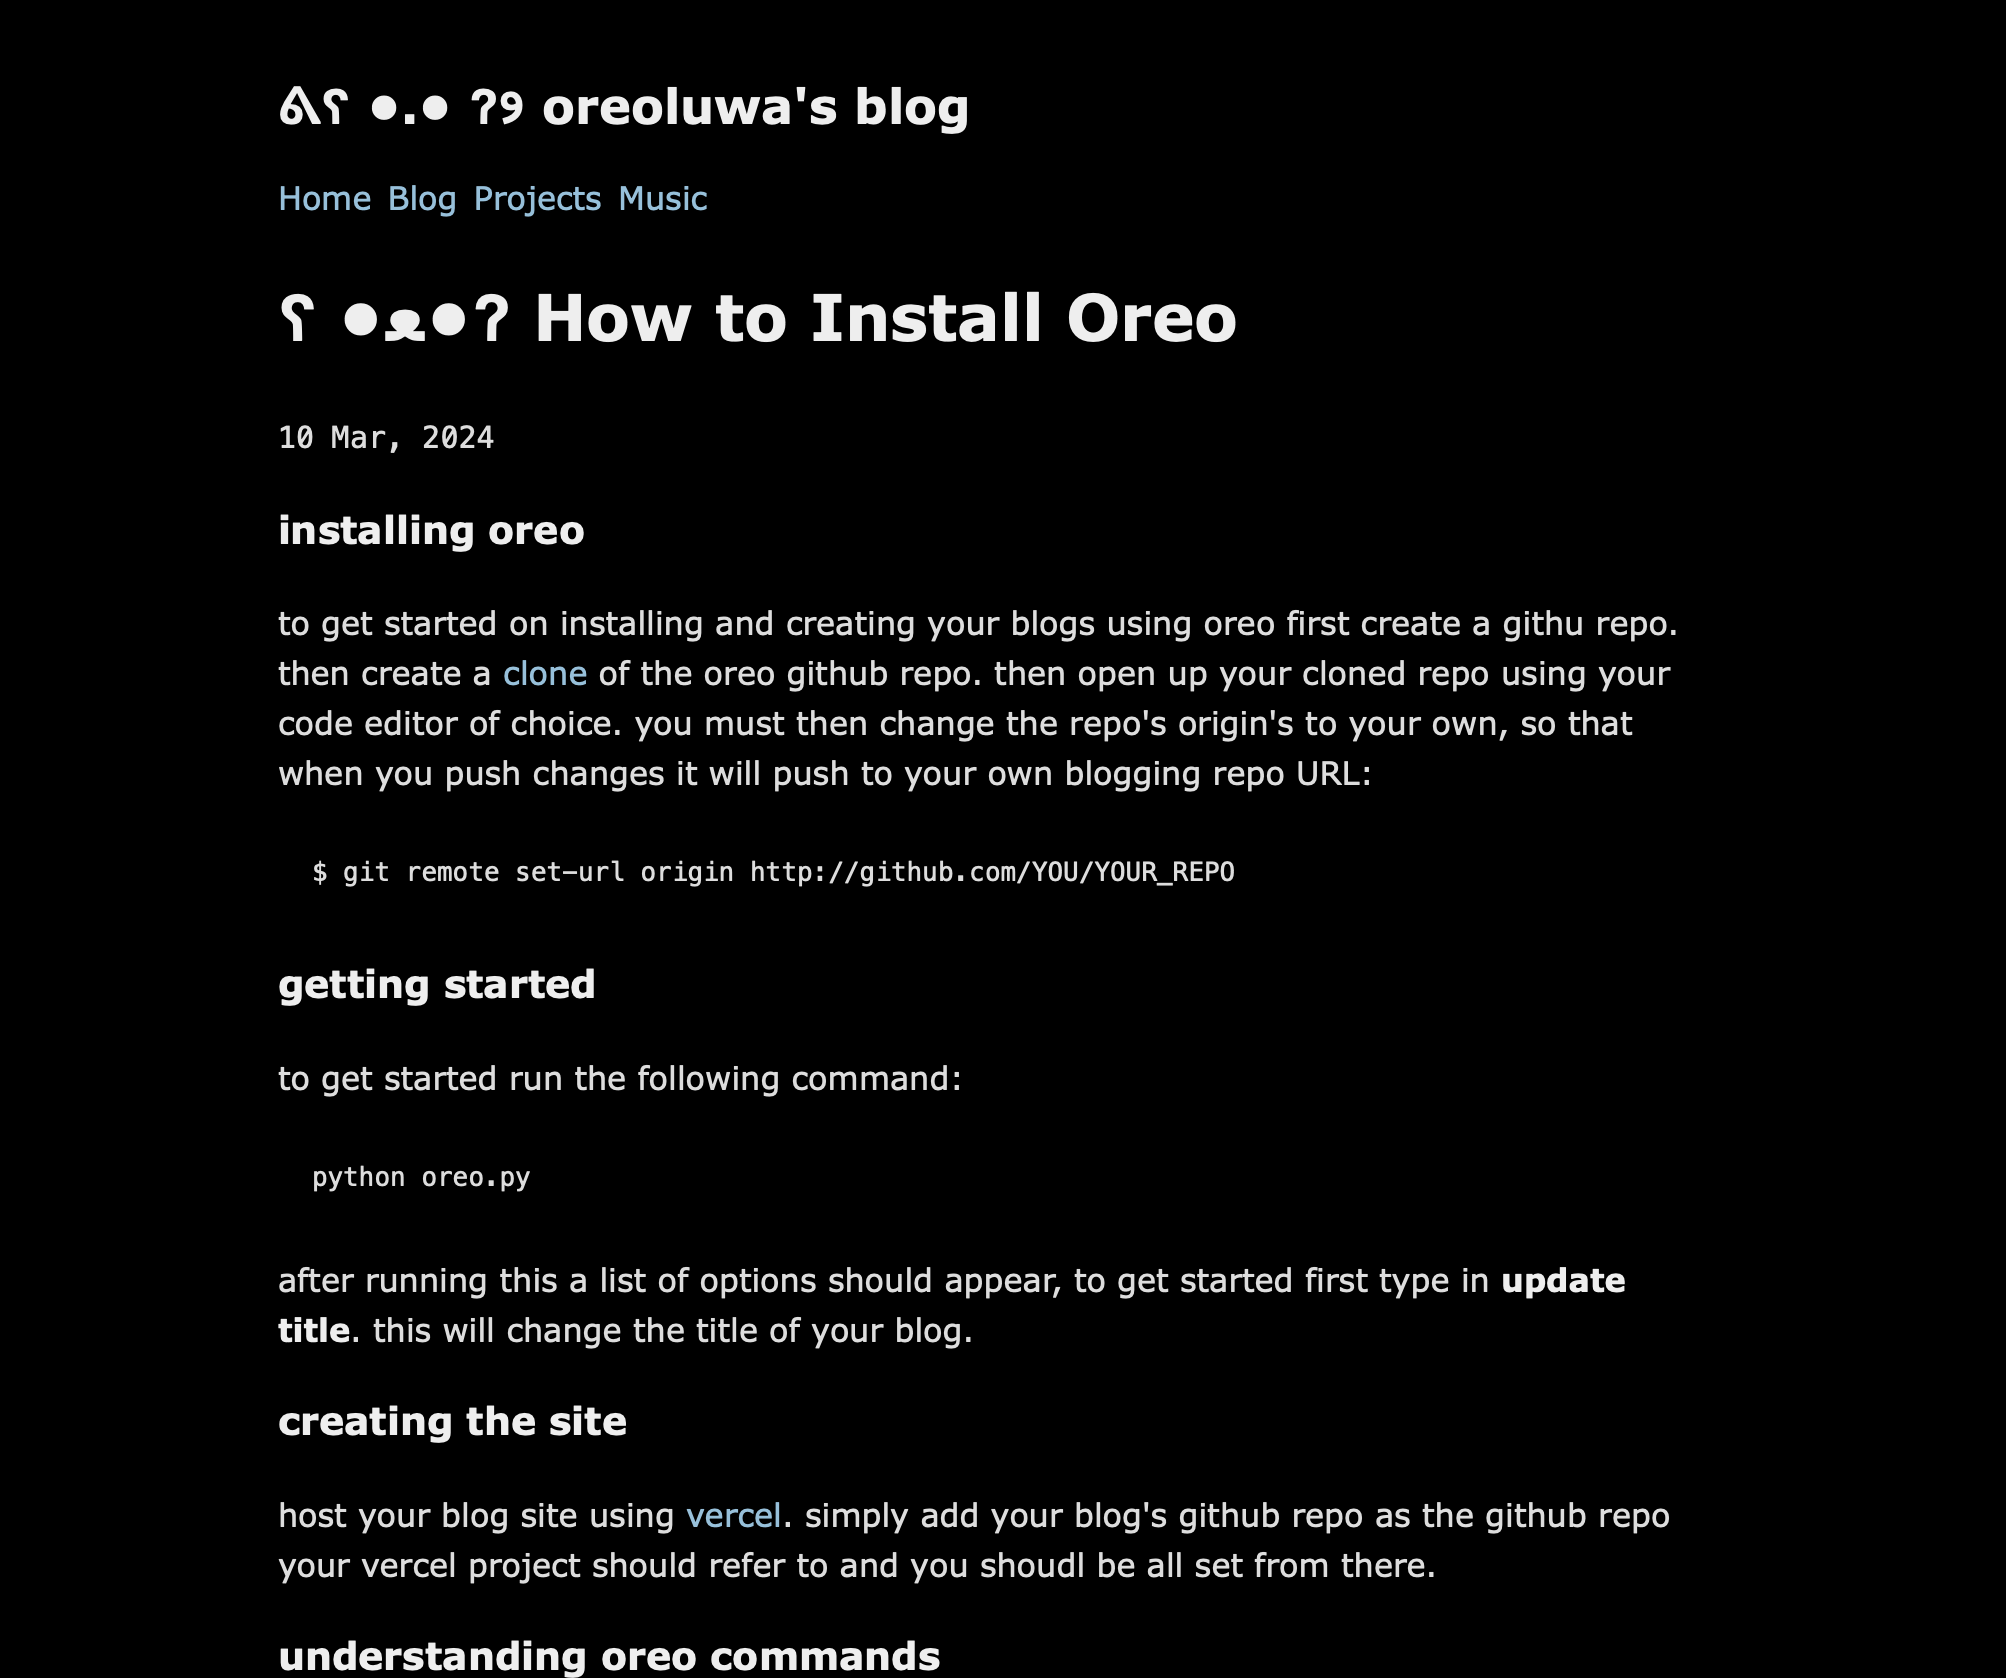 ᕕʕ ●.● ʔ୨ oreoluwa's blog
Home Blog Projects Music
ʕ ●ᴥ●ʔ How to Install Oreo
10 Mar, 2024
installing oreo
to get started on installing and creating your blogs using oreo first create a githu repo.
then create a clone of the oreo github repo. then open up your cloned repo using your
code editor of choice. you must then change the repo's origin's to your own, so that
when you push changes it will push to your own blogging repo URL:
$ git remote set-url origin http://github.com/YOU/YOUR_REPO
getting started
to get started run the following command:
python oreo.py
after running this a list of options should appear, to get started first type in update
title. this will change the title of your blog.
creating the site
host your blog site using vercel. simply add your blog's github repo as the github repo
your vercel project should refer to and you shoudl be all set from there.
understanding oreo commands